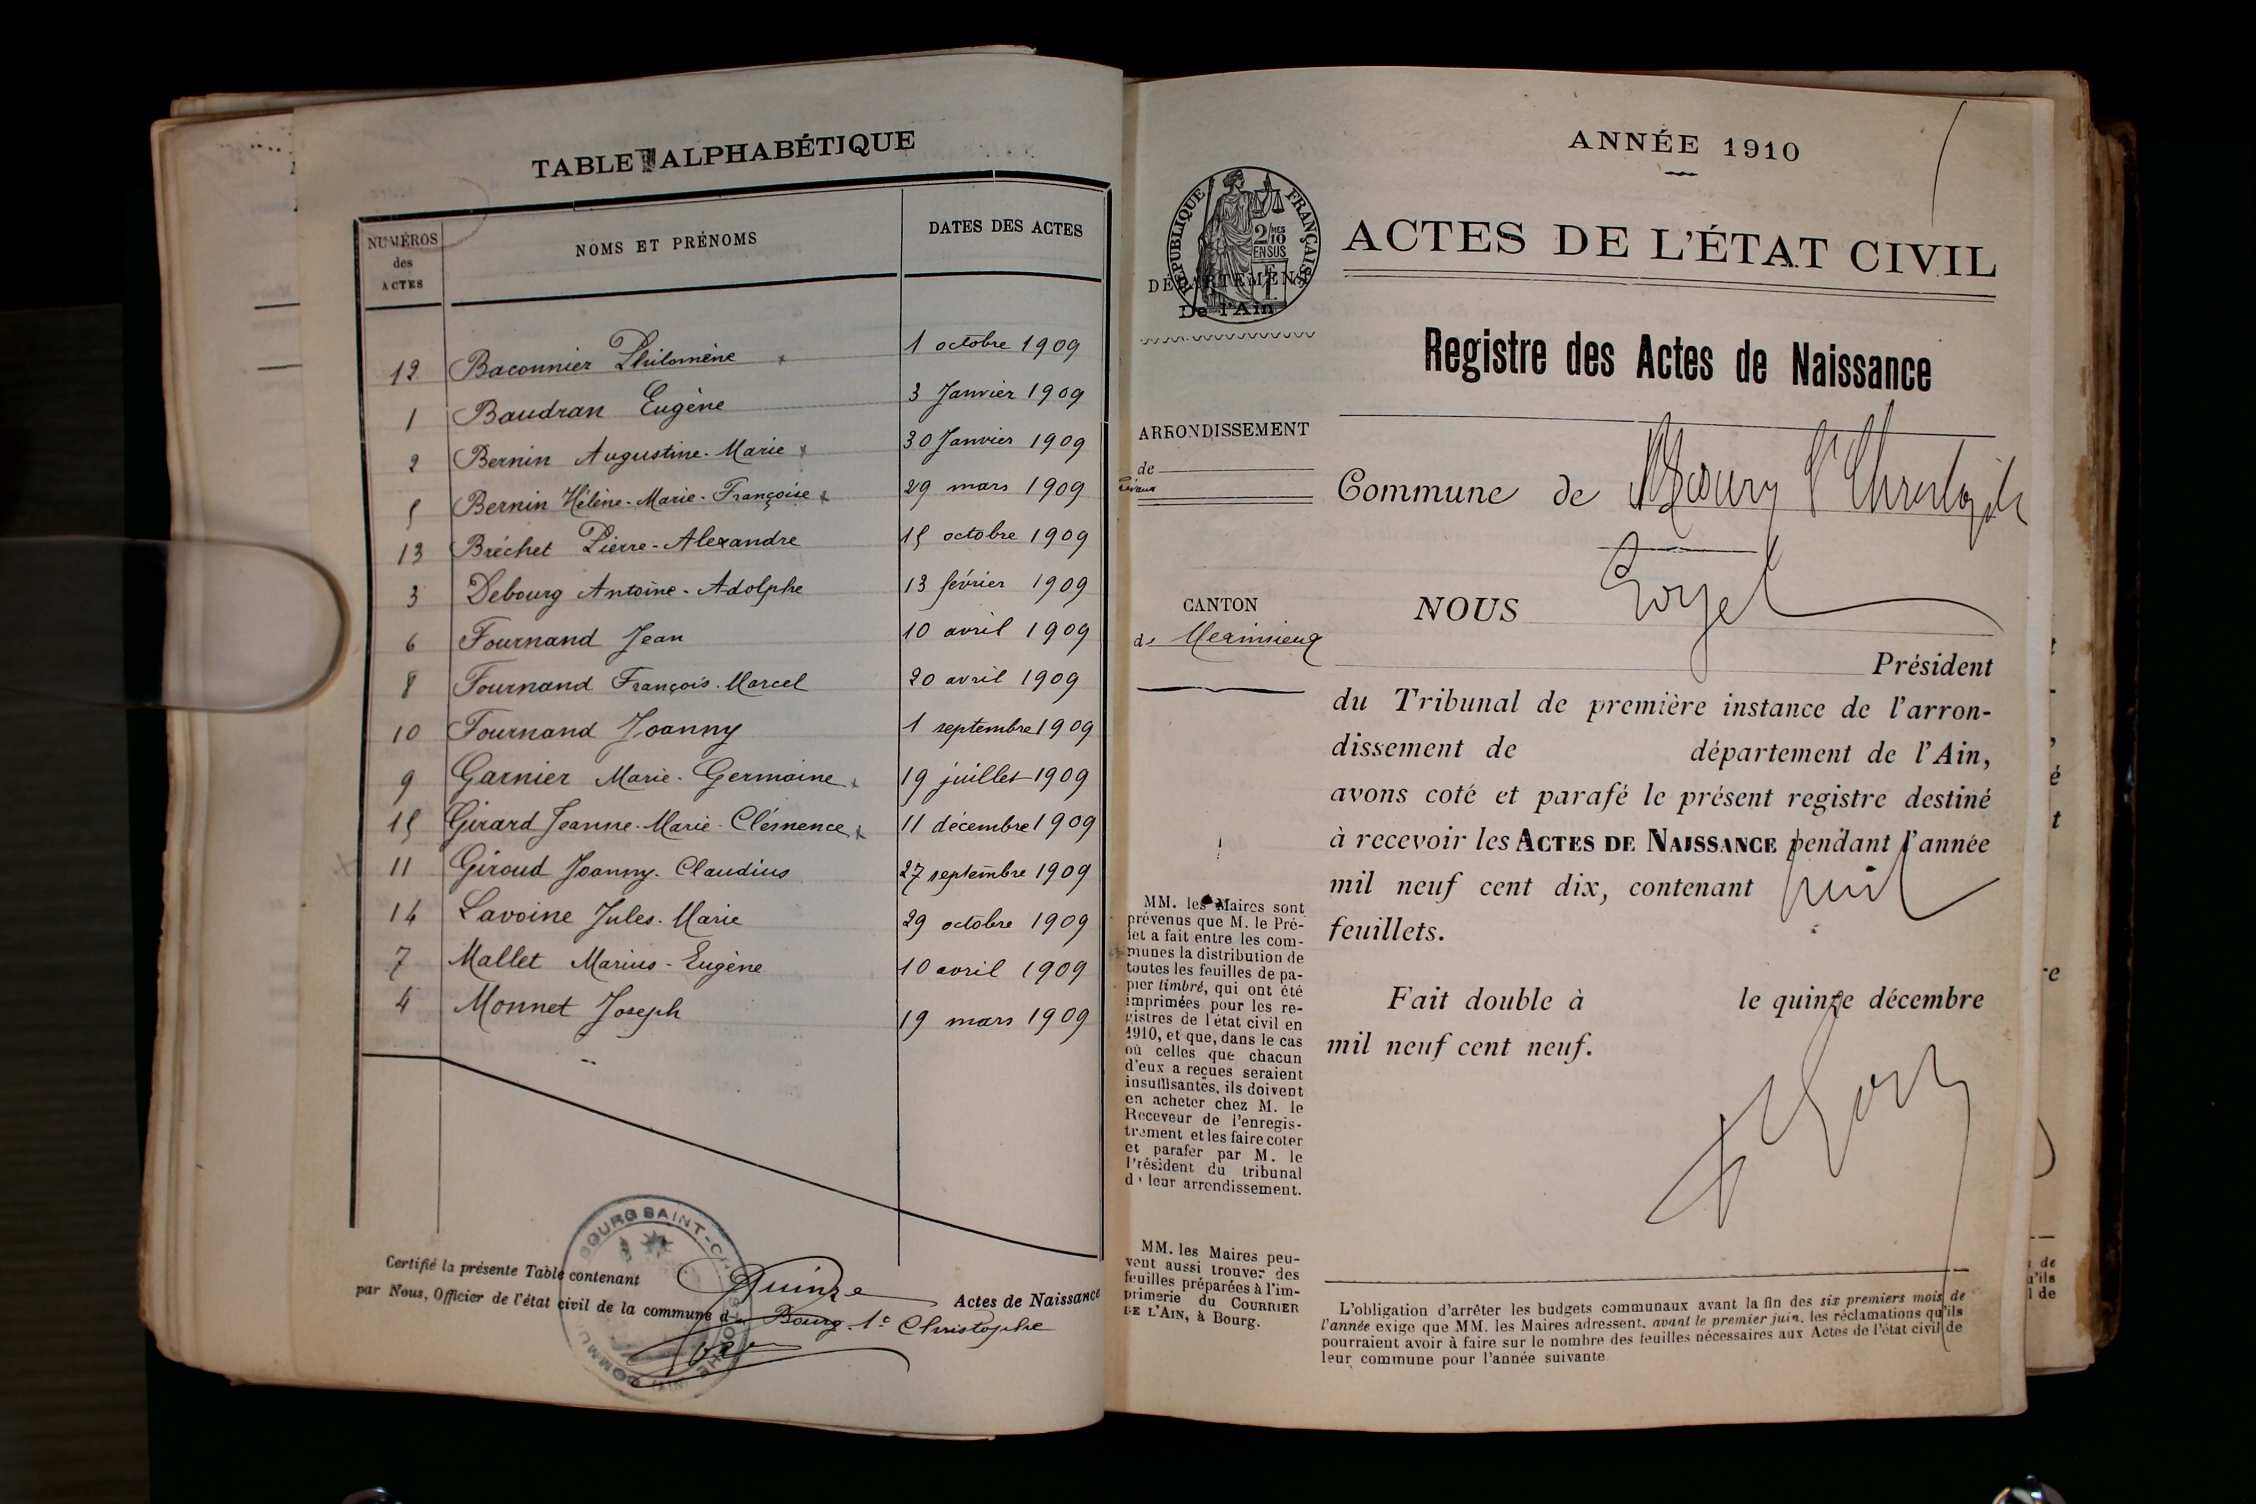 TABLE ALPHABÉTIQUE
NUMÉROS des ACTES
NOMS ET PRÉNOMS
DATES DES ACTES
12 Baconnier Philomène 1 octobre 1909
1 Baudran Eugène 3 Janvier 1909
2 Bernin Augustine-Marie 30 Janvier 1909
5 Bernin Hélène-Marie-Françoise 29 mars 1909
13 Bréchet Pierre-Alexandre 15 octobre 1909
3 Debourg Antoine-Adolphe 13 février 1909
6 Fournand Jean 10 avril 1909
8 Fournand François-Marcel 20 avril 1909
10 Fournand Joanny 1 septembre 1909
9 Garnier Marie-Germaine 19 juillet 1909
15 Girard Jeanne-Marie-Clémence 11 décembre 1909
11 Giroud Joanny-Claudius 27 septembre 1909
14 Lavoine Jules-Marie 29 octobre 1909
7 Mallet Marius-Eugène 10 avril 1909
4 Monnet Joseph 19 mars 1909
Certifié la présente Table contenant Quinze Actes de Naissance
par Nous, Officier de l'état civil de la commune de Bourg St Christophe
BOURG SAINT-C
ANNÉE 1910
RÉPUBLIQUE FRANÇAISE
2/10 MES
EN SUS
DÉPARTEMENT
De l'Ain
ACTES DE L'ÉTAT CIVIL
Registre des Actes de Naissance
ARRONDISSEMENT
de
Commune de Bourg St Christophe
CANTON
de Meximieux
NOUS
Président
du Tribunal de première instance de l'arron-
dissement de département de l'Ain,
avons coté et parafé le présent registre destiné
à recevoir les ACTES DE NAISSANCE pendant l'année
mil neuf cent dix, contenant huit
feuillets.
Fait double à le quinze décembre
mil neuf cent neuf.
MM. les Maires sont
prévenus que M. le Pré-
fet a fait entre les com-
munes la distribution de
toutes les feuilles de pa-
pier timbré, qui ont été
imprimées pour les re-
gistres de l'état civil en
1910, et que, dans le cas
où celles que chacun
d'eux a reçues seraient
insuffisantes, ils doivent
en acheter chez M. le
Receveur de l'enregis-
trement et les faire coter
et parafer par M. le
Président du tribunal
de leur arrondissement.
MM. les Maires peu-
vent aussi trouver des
feuilles préparées à l'im-
primerie du COURRIER
DE L'AIN, à Bourg.
L'obligation d'arrêter les budgets communaux avant la fin des six premiers mois de
l'année exige que MM. les Maires adressent, avant le premier juin, les réclamations qu'ils
pourraient avoir à faire sur le nombre des feuilles nécessaires aux Actes de l'état civil de
leur commune pour l'année suivante